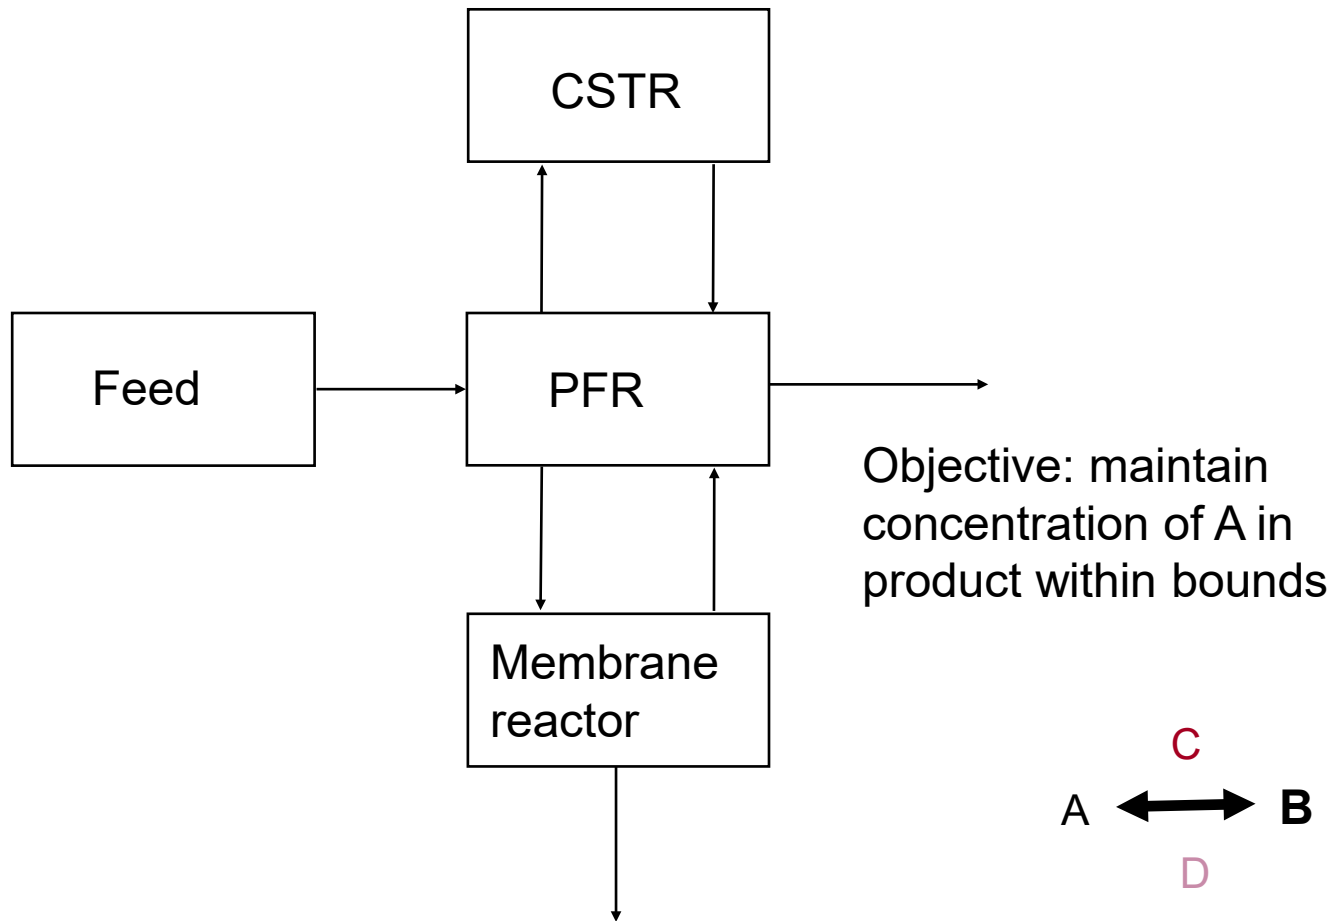 CSTR
Feed
PFR
Objective: maintain
concentration of A in
product within bounds
Membrane
reactor
C
A B
D